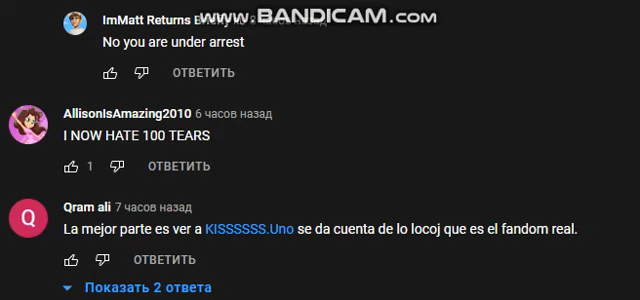 www.BANDICAM.com
ImMatt Returns
No you are under arrest
ОТВЕТИТЬ
AllisonIsAmazing2010 6 часов назад
I NOW HATE 100 TEARS
1 ОТВЕТИТЬ
Q
Qram ali 7 часов назад
La mejor parte es ver a KISSSSSS.Uno se da cuenta de lo locoj que es el fandom real.
ОТВЕТИТЬ
Показать 2 ответа